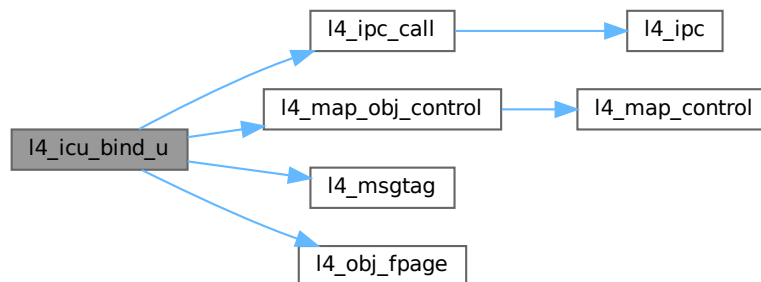 l4_ipc_call
l4_ipc
l4_map_obj_control
l4_map_control
l4_icu_bind_u
l4_msgtag
l4_obj_fpage